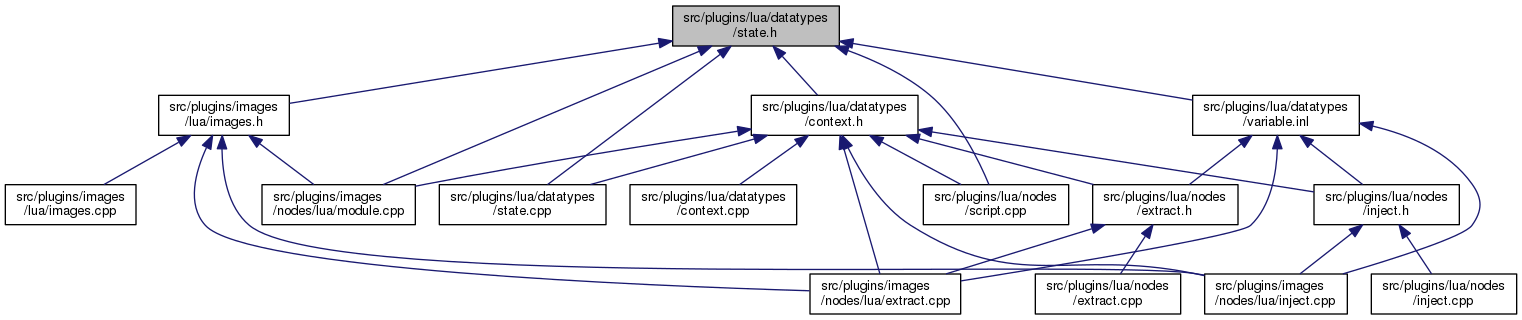 src/plugins/lua/datatypes
/state.h
src/plugins/images
/lua/images.h
src/plugins/lua/datatypes
/context.h
src/plugins/lua/datatypes
/variable.inl
src/plugins/images
/lua/images.cpp
src/plugins/images
/nodes/lua/module.cpp
src/plugins/lua/datatypes
/state.cpp
src/plugins/lua/datatypes
/context.cpp
src/plugins/lua/nodes
/script.cpp
src/plugins/lua/nodes
/extract.h
src/plugins/lua/nodes
/inject.h
src/plugins/images
/nodes/lua/extract.cpp
src/plugins/lua/nodes
/extract.cpp
src/plugins/images
/nodes/lua/inject.cpp
src/plugins/lua/nodes
/inject.cpp